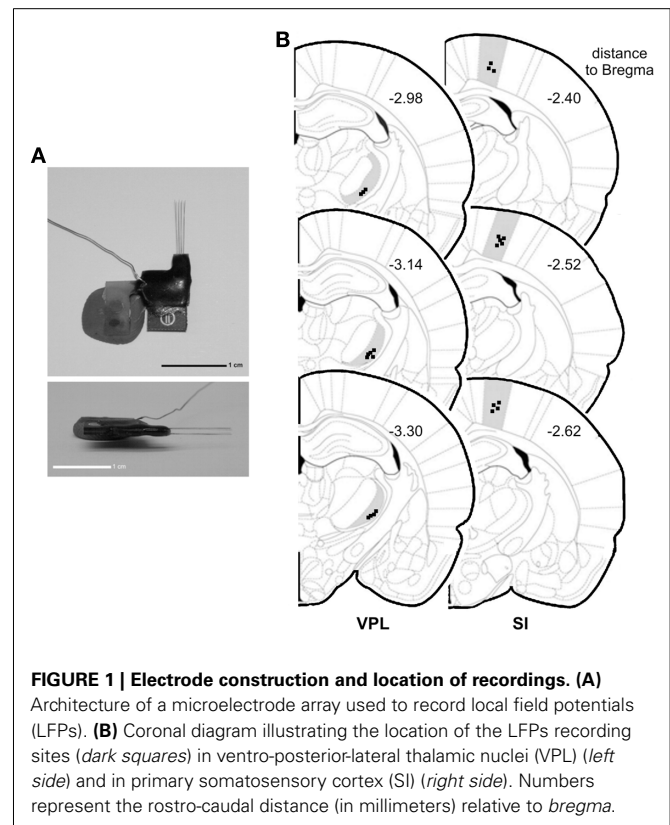 B
distance
to Bregma
-2.98
-2.40
A
-3.14
-2.52
1 cm
-3.30
-2.62
1 cm
VPL
SI
FIGURE 1 | Electrode construction and location of recordings. (A)
Architecture of a microelectrode array used to record local field potentials
(LFPs). (B) Coronal diagram illustrating the location of the LFPs recording
sites (dark squares) in ventro-posterior-lateral thalamic nuclei (VPL) (left
side) and in primary somatosensory cortex (SI) (right side). Numbers
represent the rostro-caudal distance (in millimeters) relative to bregma.